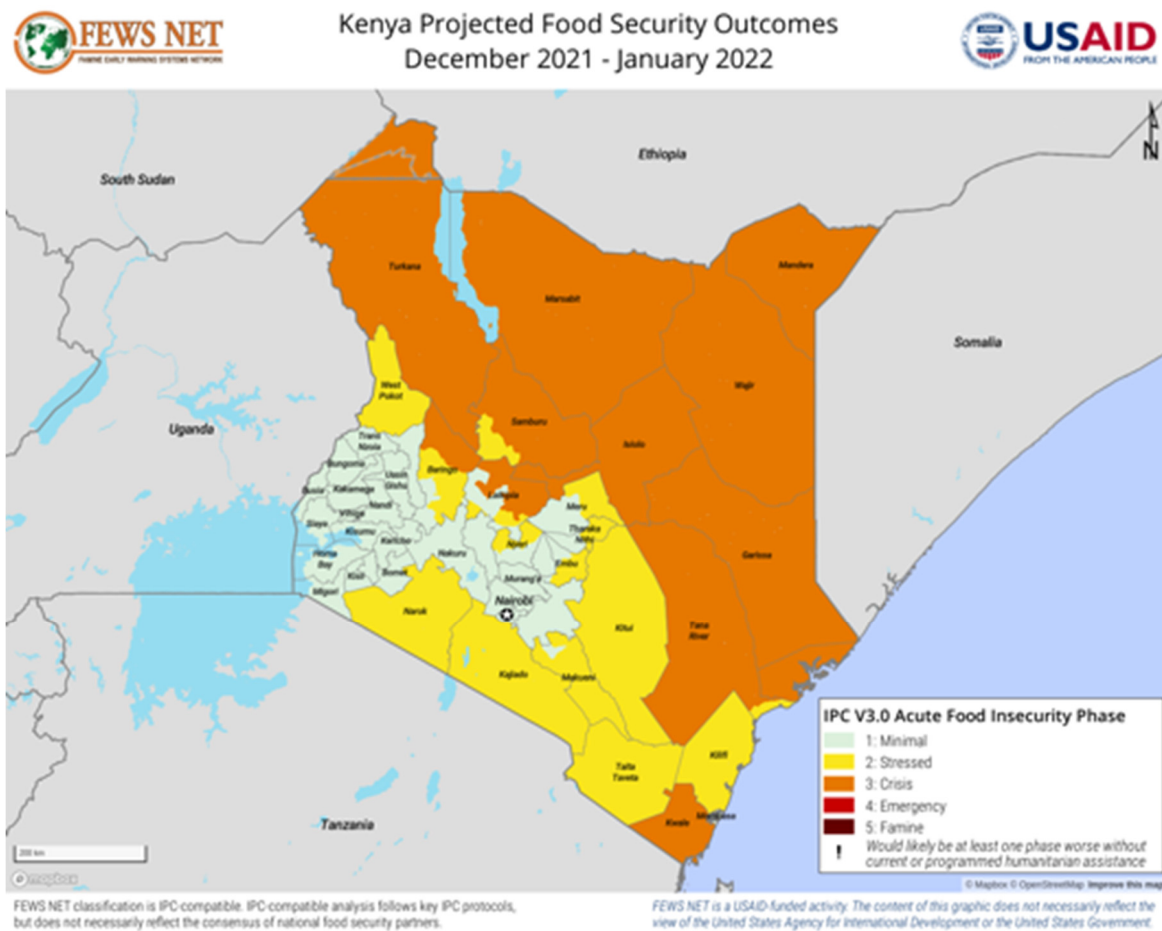 FEWS NET
FAMINE EARLY WARNING SYSTEMS NETWORK
Kenya Projected Food Security Outcomes
December 2021 - January 2022
USAID
FROM THE AMERICAN PEOPLE
N
Ethiopia
South Sudan
Turkana
Mandera
Marsabit
Somalia
Wajir
West
Pokot
Uganda
Samburu
Trans
Nzoia
Isiolo
Bungoma
Baringo
Uasin
Gishu
Busia
Kakamega
Laikipia
Nandi
Meru
Vihiga
Siaya
Kisumu
Tharaka
Nithi
Kericho
Nyeri
Home
Bay
Nakuru
Garissa
Embu
Kisii
Bomet
Murang'a
Migori
Nairobi
Narok
Kitui
Tana
River
Kajiado
Makueni
Kilifi
Taita
Taveta
Kwale
Mombasa
Tanzania
IPC V3.0 Acute Food Insecurity Phase
1: Minimal
2: Stressed
3: Crisis
4: Emergency
5: Famine
! Would likely be at least one phase worse without
current or programmed humanitarian assistance
200 km
mapbox
© Mapbox © OpenStreetMap Improve this map
FEWS NET classification is IPC-compatible. IPC-compatible analysis follows key IPC protocols,
but does not necessarily reflect the consensus of national food security partners.
FEWS NET is a USAID-funded activity. The content of this graphic does not necessarily reflect the
view of the United States Agency for International Development or the United States Government.